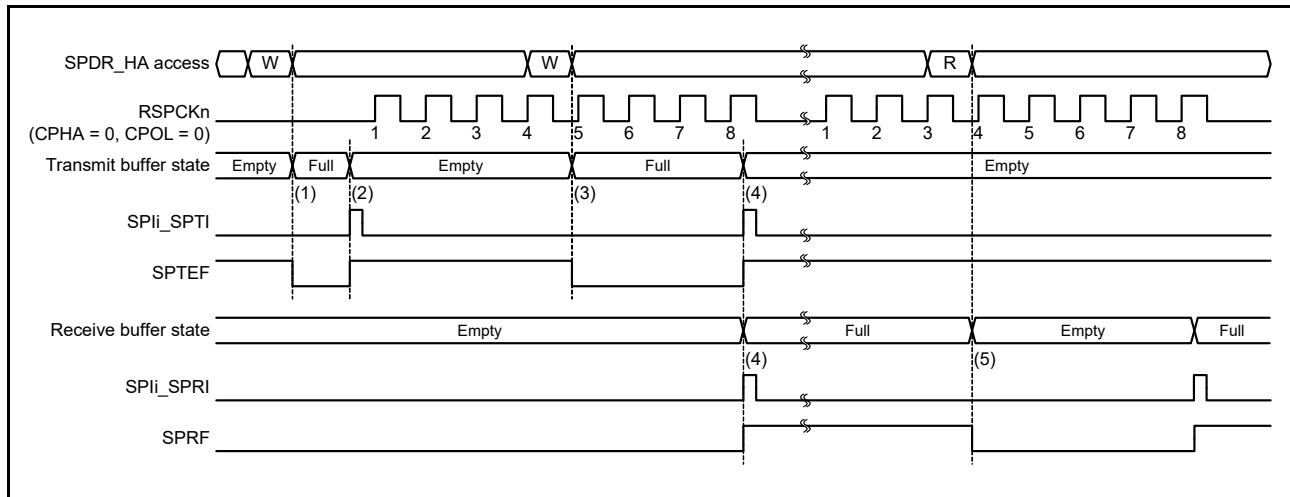 SPDR_HA access W W R
RSPCKn
(CPHA = 0, CPOL = 0) 1 2 3 4 5 6 7 8 1 2 3 4 5 6 7 8
Transmit buffer state Empty Full Empty Full Empty
(1) (2) (3) (4)
SPIi_SPTI
SPTEF
Receive buffer state Empty Full Empty Full
(4) (5)
SPIi_SPRI
SPRF